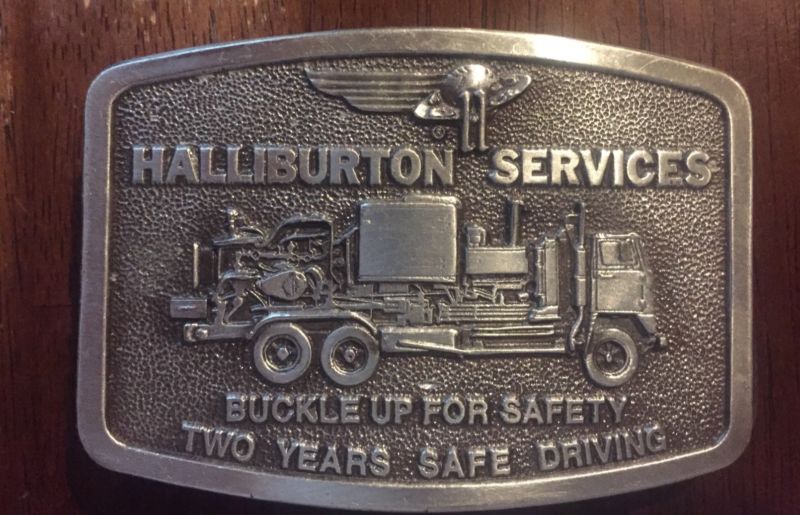 HALLIBURTON SERVICES
BUCKLE UP FOR SAFETY
TWO YEARS SAFE DRIVING